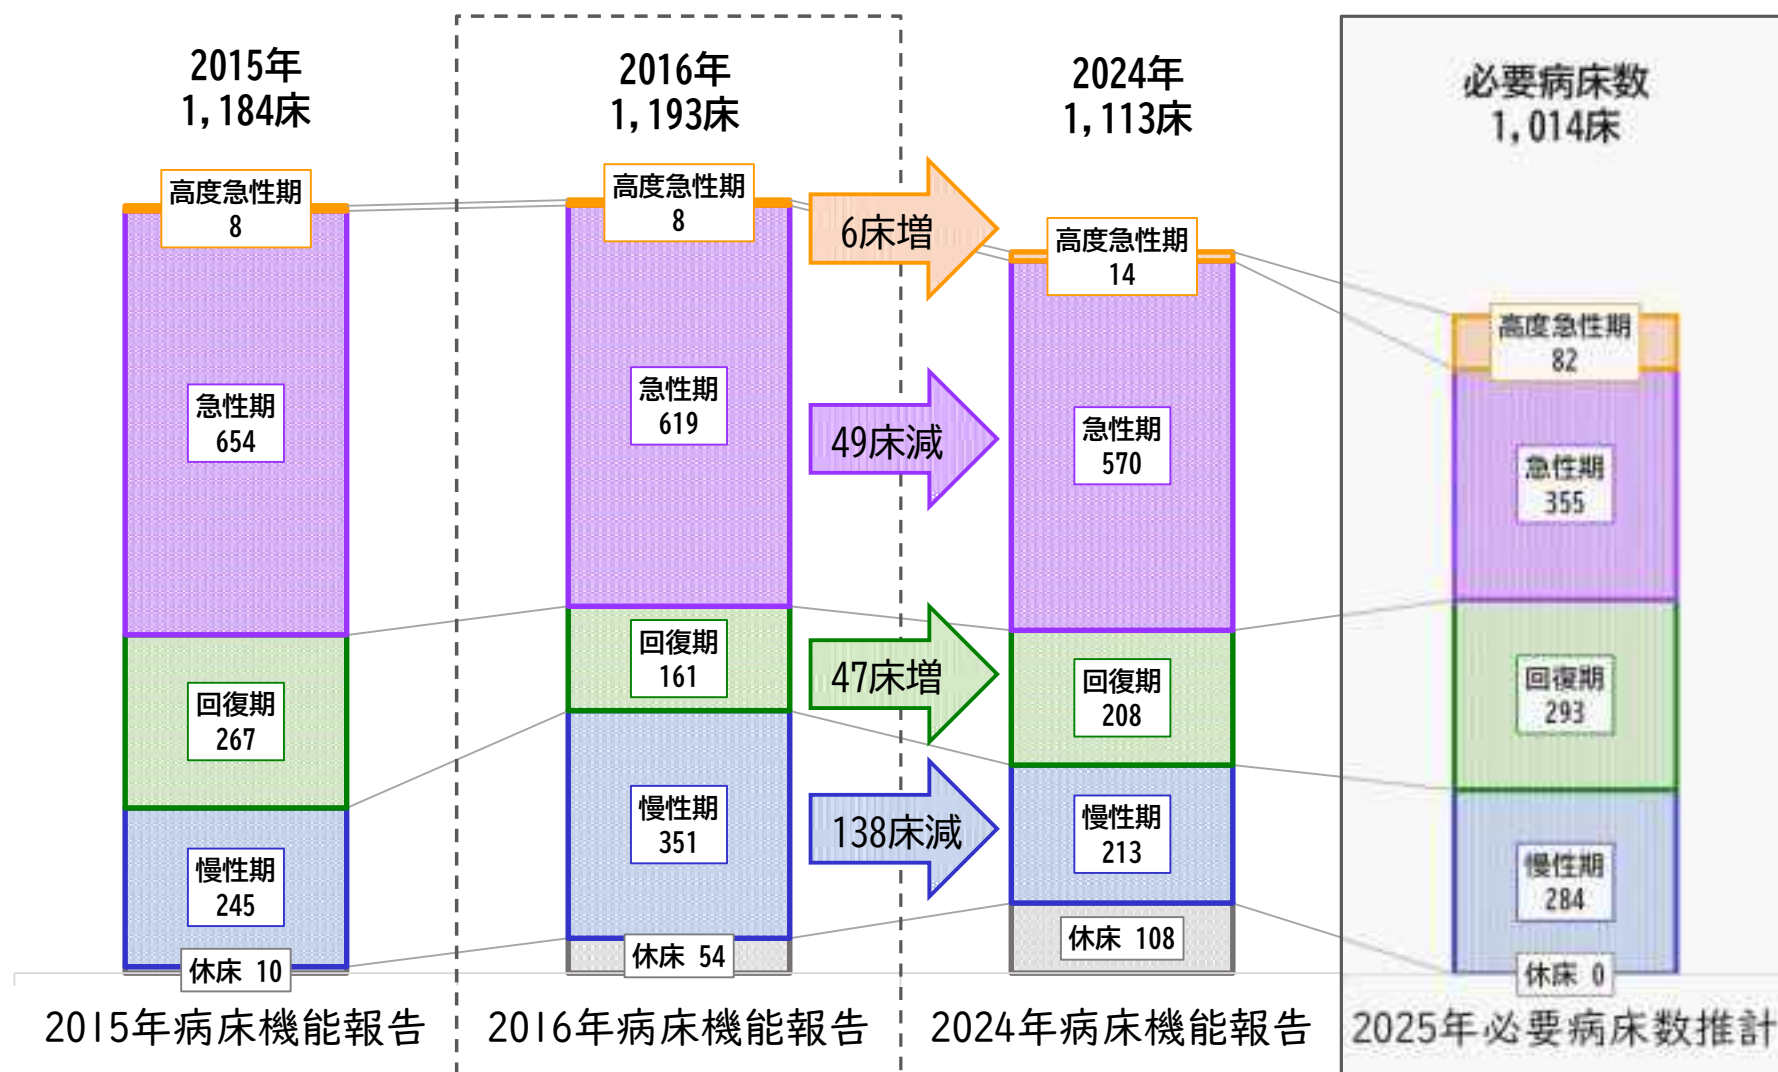 2015年
1,184床
高度急性期
8
急性期
654
回復期
267
慢性期
245
休床 10
2015年病床機能報告
2016年
1,193床
高度急性期
8
急性期
619
回復期
161
慢性期
351
休床 54
2016年病床機能報告
6床増
49床減
47床増
138床減
2024年
1,113床
高度急性期
14
急性期
570
回復期
208
慢性期
213
休床 108
2024年病床機能報告
必要病床数
1,014床
高度急性期
82
急性期
355
回復期
293
慢性期
284
休床 0
2025年必要病床数推計